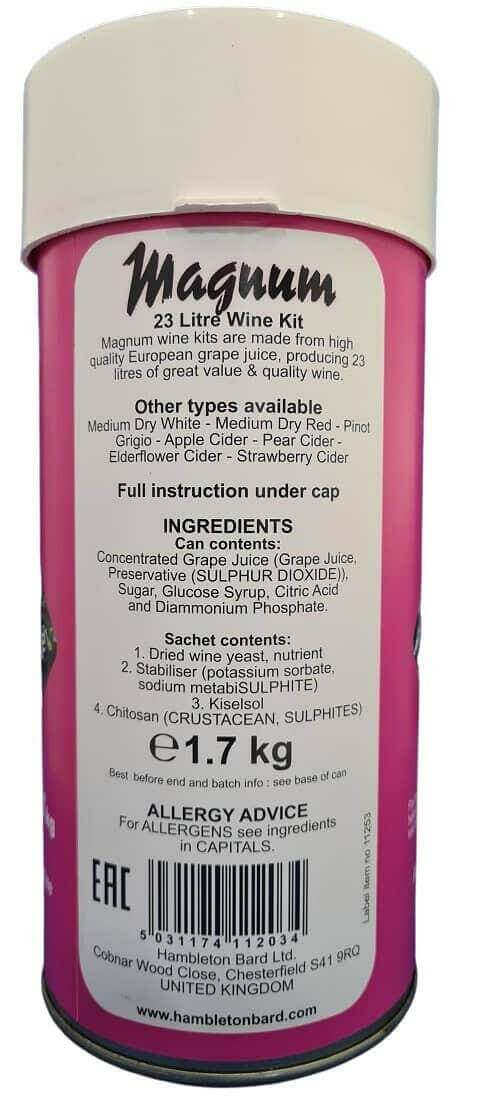 Magnum
23 Litre Wine Kit
Magnum wine kits are made from high
quality European grape juice, producing 23
litres of great value & quality wine.
Other types available
Medium Dry White - Medium Dry Red - Pinot
Grigio - Apple Cider - Pear Cider -
Elderflower Cider - Strawberry Cider
Full instruction under cap
INGREDIENTS
Can contents:
Concentrated Grape Juice (Grape Juice,
Preservative (SULPHUR DIOXIDE)),
Sugar, Glucose Syrup, Citric Acid
and Diammonium Phosphate.
Sachet contents:
1. Dried wine yeast, nutrient
2. Stabiliser (potassium sorbate,
sodium metabiSULPHITE)
3. Kiselsol
4. Chitosan (CRUSTACEAN, SULPHITES)
℮1.7 kg
Best before end and batch info : see base of can
ALLERGY ADVICE
For ALLERGENS see ingredients
in CAPITALS.
EAC
5 031174 112034
Label item no 11253
Hambleton Bard Ltd.
Cobnar Wood Close, Chesterfield S41 9RQ
UNITED KINGDOM
www.hambletonbard.com